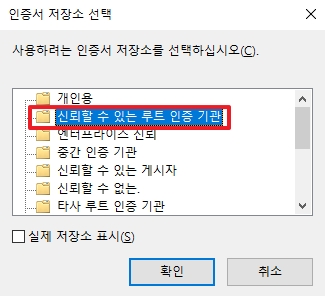 인증서 저장소 선택
사용하려는 인증서 저장소를 선택하십시오(C).
개인용
신뢰할 수 있는 루트 인증 기관
엔터프라이즈 신뢰
중간 인증 기관
신뢰할 수 있는 게시자
신뢰할 수 없는.
타사 루트 인증 기관
실제 저장소 표시(S)
확인
취소